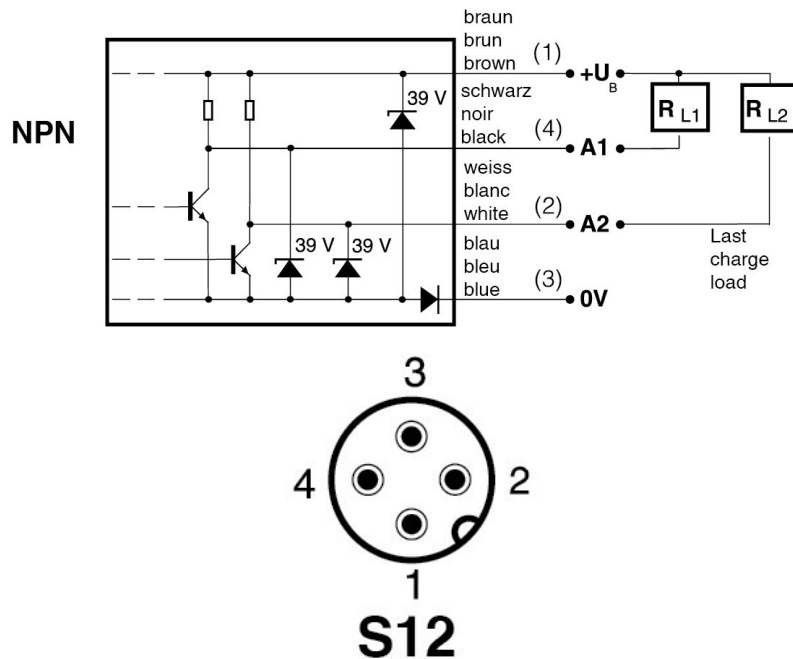 braun
brun
brown (1) +U B
39 V
schwarz
noir
black (4) A1
R L1
R L2
NPN
weiss
blanc
white (2) A2
39 V
39 V
blau
bleu
blue (3) 0V
Last
charge
load
3
4
2
1
S12